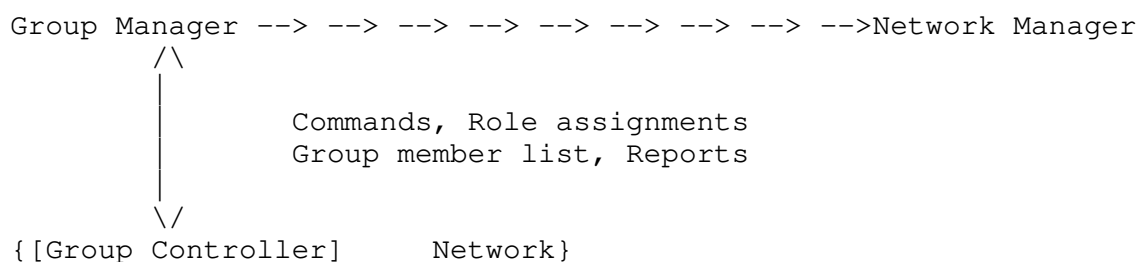 Group Manager --> --> --> --> --> --> --> --> -->Network Manager
/\
|
| Commands, Role assignments
| Group member list, Reports
|
\/
{[Group Controller] Network}